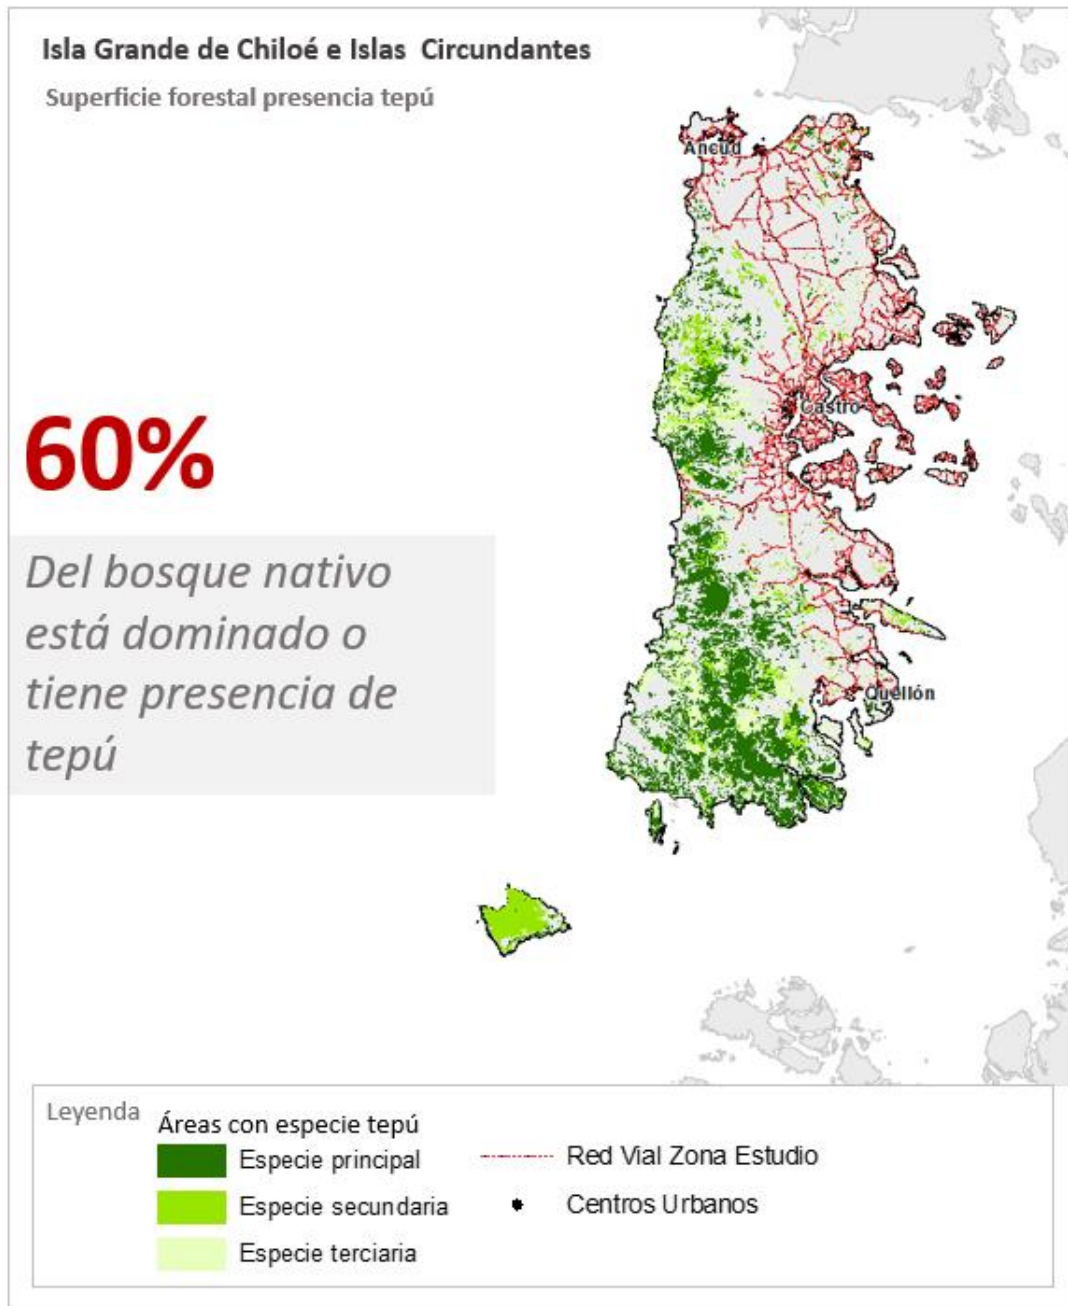 Isla Grande de Chiloé e Islas  Circundantes
Superficie forestal presencia tepú
Ancud
60%
Castro
Del bosque nativo
está dominado o
tiene presencia de
tepú
Quellón
Leyenda
Áreas con especie tepú
Especie principal
Red Vial Zona Estudio
Especie secundaria
Centros Urbanos
Especie terciaria